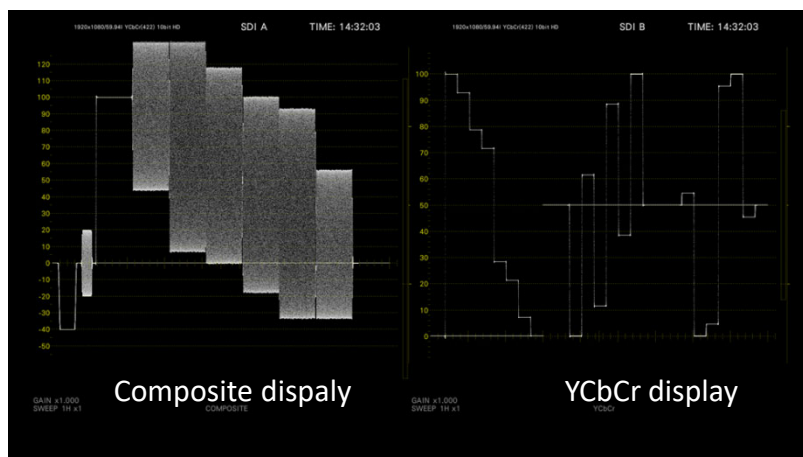 1920x1080/59.94I YCbCr(422) 10bit HD SDI A TIME: 14:32:03
120
100
90
80
70
60
50
40
30
20
10
0
-10
-20
-30
-40
-50
Composite dispaly
GAIN x1.000
SWEEP 1H x1
COMPOSITE
1920x1080/59.94I YCbCr(422) 10bit HD SDI B TIME: 14:32:03
100
90
80
70
60
50
40
30
20
10
0
YCbCr display
GAIN x1.000
SWEEP 1H x1
YCbCr